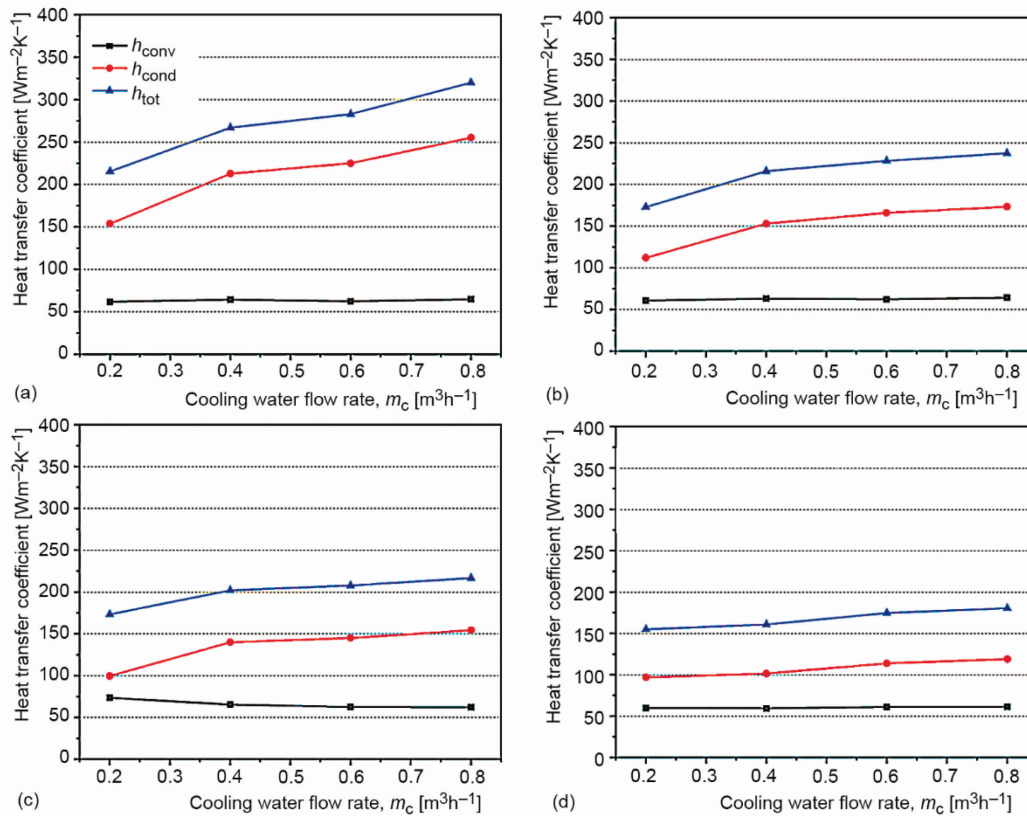 400
350
300
250
200
150
100
50
0
Heat transfer coefficient [Wm–2K–1]
hconv
hcond
htot
0.2 0.3 0.4 0.5 0.6 0.7 0.8
(a) Cooling water flow rate, mc [m3h–1]
400
350
300
250
200
150
100
50
0
Heat transfer coefficient [Wm–2K–1]
0.2 0.3 0.4 0.5 0.6 0.7 0.8
(b) Cooling water flow rate, mc [m3h–1]
400
350
300
250
200
150
100
50
0
Heat transfer coefficient [Wm–2K–1]
0.2 0.3 0.4 0.5 0.6 0.7 0.8
(c) Cooling water flow rate, mc [m3h–1]
400
350
300
250
200
150
100
50
0
Heat transfer coefficient [Wm–2K–1]
0.2 0.3 0.4 0.5 0.6 0.7 0.8
(d) Cooling water flow rate, mc [m3h–1]